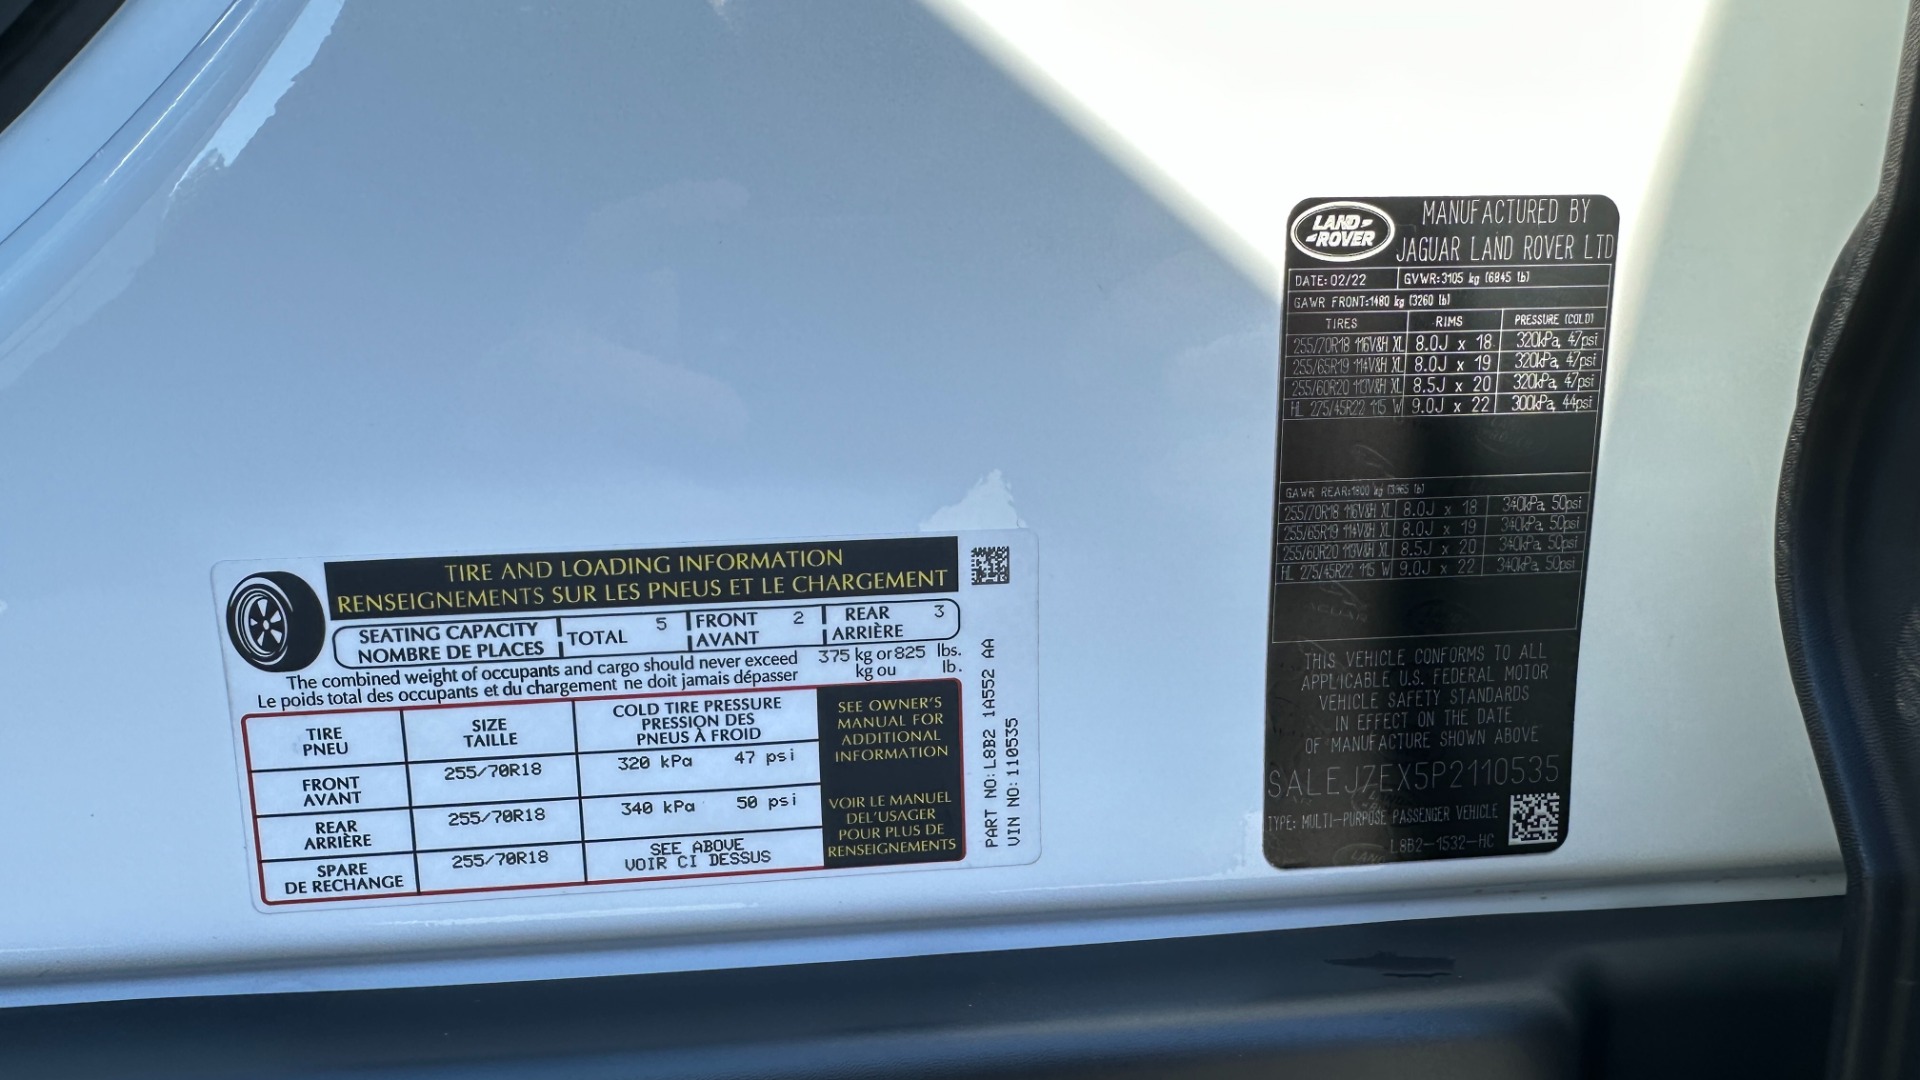 TIRE AND LOADING INFORMATION
RENSEIGNEMENTS SUR LES PNEUS ET LE CHARGEMENT
SEATING CAPACITY
NOMBRE DE PLACES
TOTAL 5
FRONT
AVANT 2
REAR
ARRIÈRE 3
The combined weight of occupants and cargo should never exceed 375 kg or 825 lbs.
Le poids total des occupants et du chargement ne doit jamais dépasser kg ou lb.
TIRE
PNEU
SIZE
TAILLE
COLD TIRE PRESSURE
PRESSION DES
PNEUS À FROID
FRONT
AVANT
255/70R18
320 kPa 47 psi
REAR
ARRIÈRE
255/70R18
340 kPa 50 psi
SPARE
DE RECHANGE
255/70R18
SEE ABOVE
VOIR CI DESSUS
SEE OWNER'S
MANUAL FOR
ADDITIONAL
INFORMATION
VOIR LE MANUEL
DEL'USAGER
POUR PLUS DE
RENSEIGNEMENTS
PART NO: L8B2 1A552 AA
VIN NO: 110535
LAND-
-ROVER
MANUFACTURED BY
JAGUAR LAND ROVER LTD
DATE: 02/22 GVWR:3105 kg (6845 lb)
GAWR FRONT:1480 kg (3260 lb)
TIRES RIMS PRESSURE (COLD)
255/70R18 116V&H XL 8.0J x 18 320kPa, 47psi
255/65R19 114V&H XL 8.0J x 19 320kPa, 47psi
255/60R20 113V&H XL 8.5J x 20 320kPa, 47psi
HL 275/45R22 115 W 9.0J x 22 300kPa, 44psi
GAWR REAR:1800 kg (3965 lb)
255/70R18 116V&H XL 8.0J x 18 340kPa, 50psi
255/65R19 114V&H XL 8.0J x 19 340kPa, 50psi
255/60R20 113V&H XL 8.5J x 20 340kPa, 50psi
HL 275/45R22 115 W 9.0J x 22 340kPa, 50psi
THIS VEHICLE CONFORMS TO ALL
APPLICABLE U.S. FEDERAL MOTOR
VEHICLE SAFETY STANDARDS
IN EFFECT ON THE DATE
OF MANUFACTURE SHOWN ABOVE
SALEJ7EX5P2110535
TYPE: MULTI-PURPOSE PASSENGER VEHICLE
L8B2-1532-HC